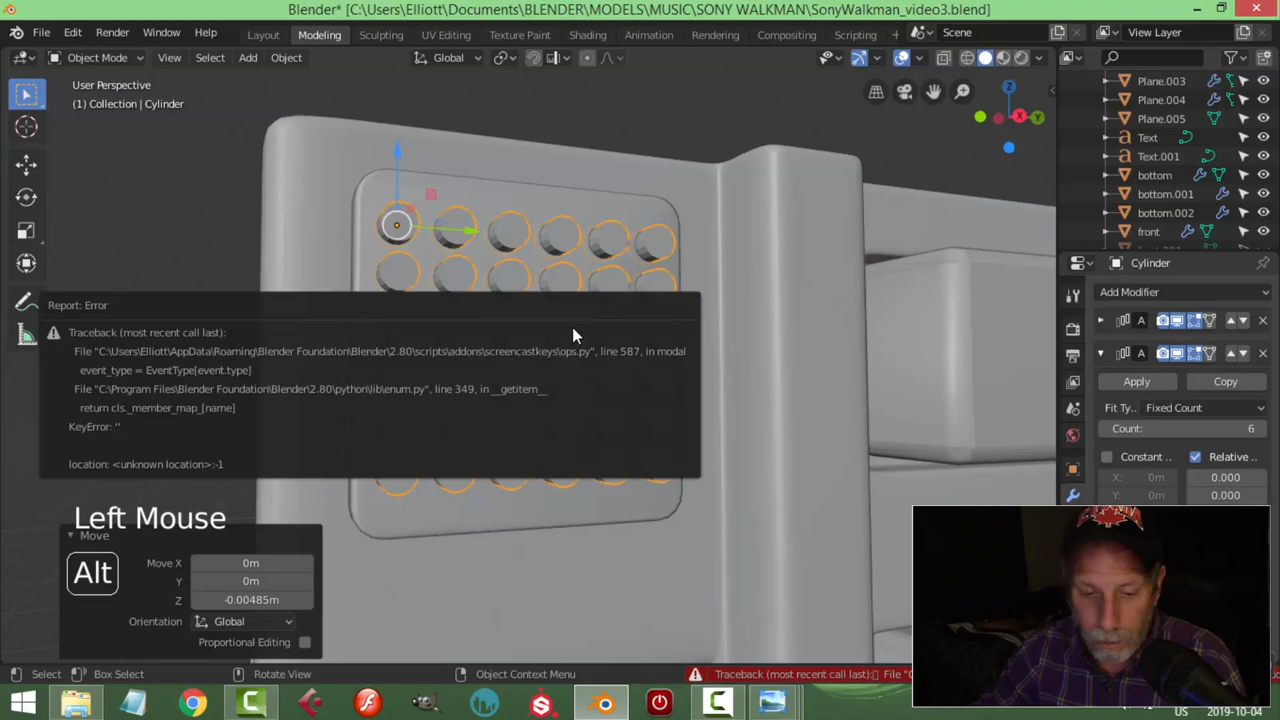 Blender* [C:\Users\Elliott\Documents\BLENDER\MODELS\MUSIC\SONY WALKMAN\SonyWalkman_video3.blend]
File Edit Render Window Help Layout Modeling Sculpting UV Editing Texture Paint Shading Animation Rendering Compositing Scripting + Scene View Layer
Object Mode View Select Add Object Global
User Perspective
(1) Collection | Cylinder
Z
X
Y
Plane.003
Plane.004
Plane.005
Text
Text.001
bottom
bottom.001
bottom.002
front
Cylinder
Add Modifier
A
A
Apply Copy
Fit Ty.. Fixed Count
Count: 6
Constant .. Relative ..
X: 0m 0.000
Y: 0m 0.000
Report: Error
Traceback (most recent call last):
File "C:\Users\Elliott\AppData\Roaming\Blender Foundation\Blender\2.80\scripts\addons\screencastkeys\ops.py", line 587, in modal
event_type = EventType[event.type]
File "C:\Program Files\Blender Foundation\Blender\2.80\python\lib\enum.py", line 349, in __getitem__
return cls._member_map_[name]
KeyError: ''
location: <unknown location>:-1
Left Mouse
Alt
Move
Move X 0m
Y 0m
Z -0.00485m
Orientation Global
Proportional Editing
Select Box Select Rotate View Object Context Menu Traceback (most recent call last): File "C
2019-10-04